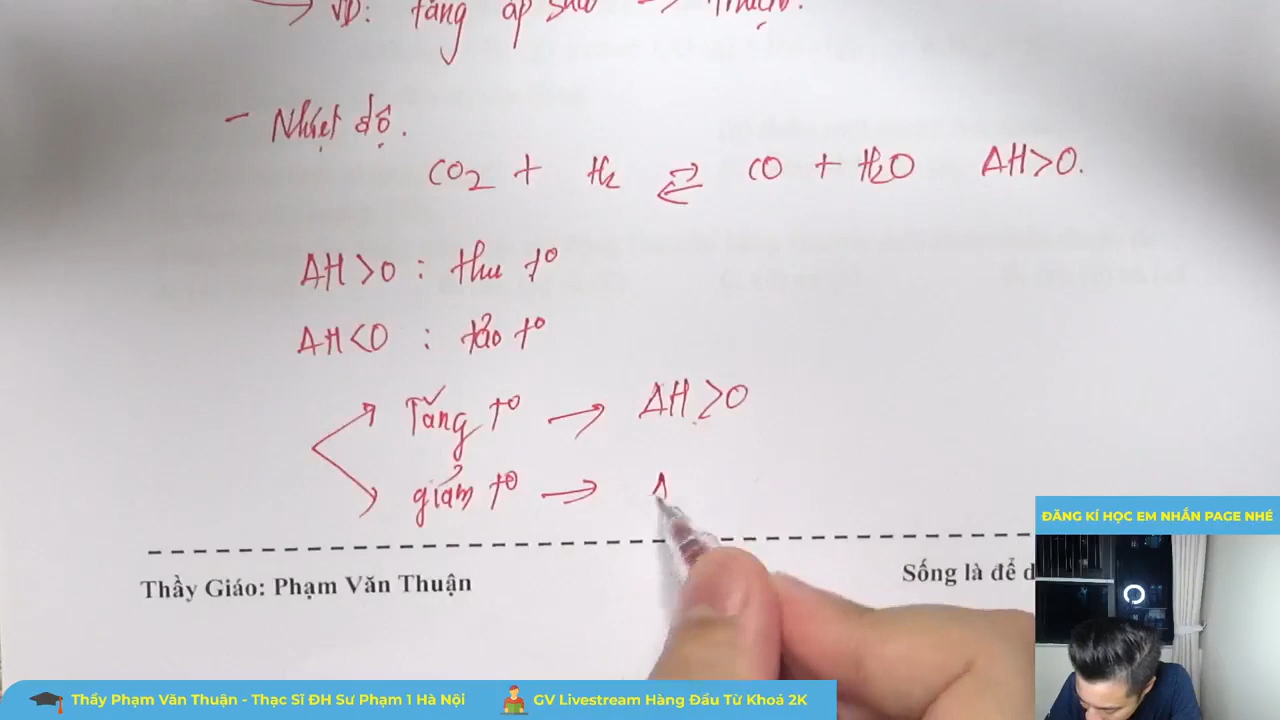 → VD: tăng áp suất → thuận.
- Nhiệt độ.
CO2 + H2 ⇄ CO + H2O ΔH>0.
ΔH>0 : thu t°
ΔH<0 : tỏa t°
Tăng t° → ΔH>0
giảm t° → Δ
ĐĂNG KÍ HỌC EM NHẮN PAGE NHÉ
Thầy Giáo: Phạm Văn Thuận
Sống là để d
Thầy Phạm Văn Thuận - Thạc Sĩ ĐH Sư Phạm 1 Hà Nội
GV Livestream Hàng Đầu Từ Khoá 2K